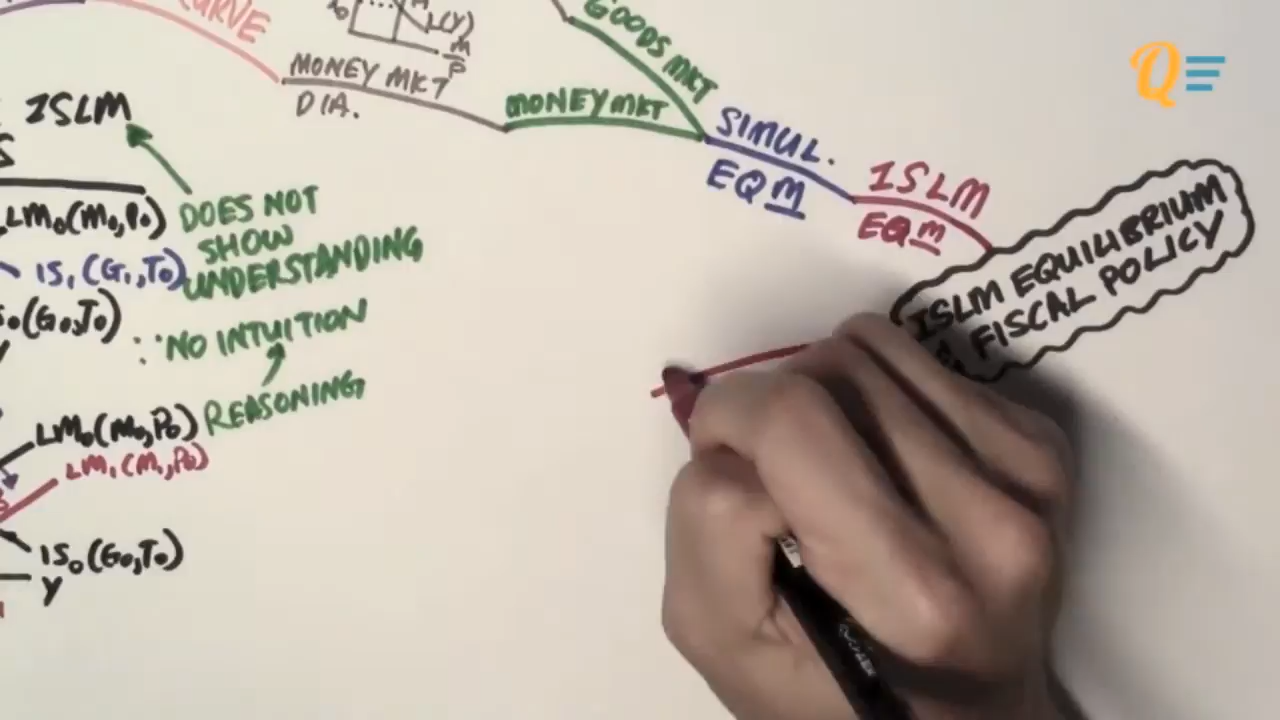 CURVE
L(Y)
M
P
GOODS MKT
MONEY MKT
DIA.
MONEY MKT
SIMUL.
EQM
ISLM
EQM
ISLM EQUILIBRIUM
& FISCAL POLICY
ISLM
LM₀(M₀,P₀)
IS₁(G₁,T₀)
(G₀,T₀)
DOES NOT
SHOW
UNDERSTANDING
∴ NO INTUITION
REASONING
LM₀(M₀,P₀)
LM₁(M₁,P₀)
IS₀(G₀,T₀)
Y